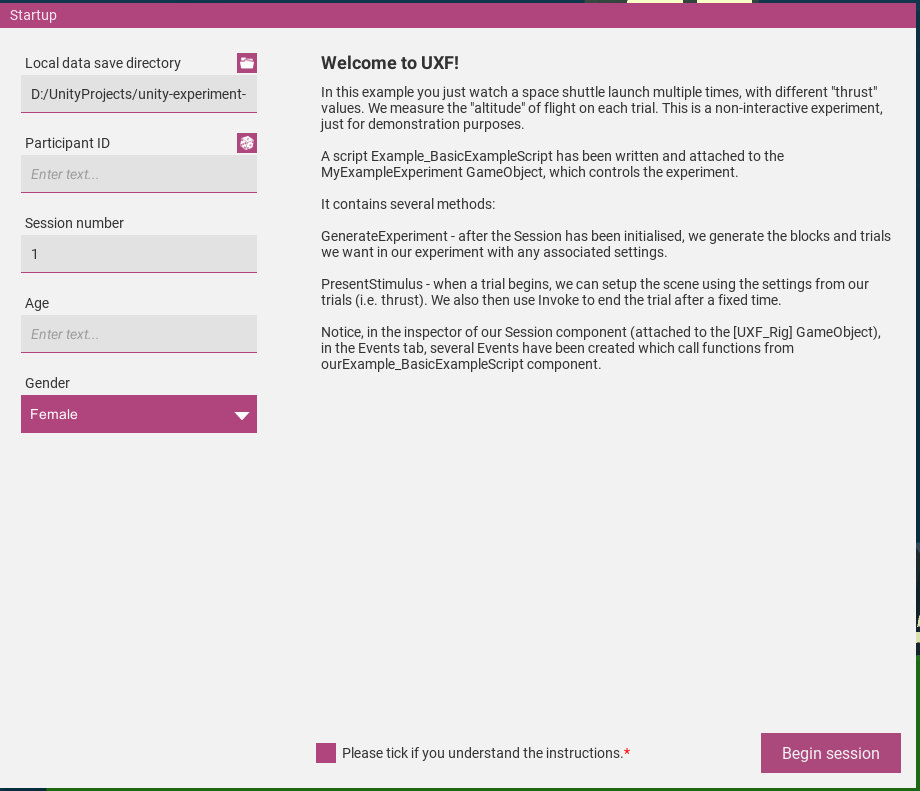 Startup
Local data save directory
D:/UnityProjects/unity-experiment-
Participant ID
Enter text...
Session number
1
Age
Enter text...
Gender
Female
Welcome to UXF!
In this example you just watch a space shuttle launch multiple times, with different "thrust"
values. We measure the "altitude" of flight on each trial. This is a non-interactive experiment,
just for demonstration purposes.
A script Example_BasicExampleScript has been written and attached to the
MyExampleExperiment GameObject, which controls the experiment.
It contains several methods:
GenerateExperiment - after the Session has been initialised, we generate the blocks and trials
we want in our experiment with any associated settings.
PresentStimulus - when a trial begins, we can setup the scene using the settings from our
trials (i.e. thrust). We also then use Invoke to end the trial after a fixed time.
Notice, in the inspector of our Session component (attached to the [UXF_Rig] GameObject),
in the Events tab, several Events have been created which call functions from
ourExample_BasicExampleScript component.
Please tick if you understand the instructions.*
Begin session